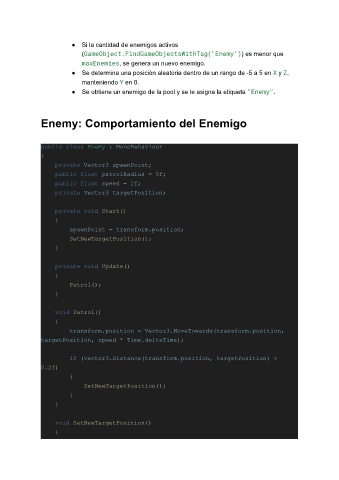 ● Si la cantidad de enemigos activos
(GameObject.FindGameObjectsWithTag("Enemy")) es menor que
maxEnemies, se genera un nuevo enemigo.
● Se determina una posición aleatoria dentro de un rango de -5 a 5 en X y Z,
manteniendo Y en 0.
● Se obtiene un enemigo de la pool y se le asigna la etiqueta "Enemy".
Enemy: Comportamiento del Enemigo
public class Enemy : MonoBehavior
{
private Vector3 spawnPoint;
public float patrolRadius = 5f;
public float speed = 2f;
private Vector3 targetPosition;
private void Start()
{
spawnPoint = transform.position;
SetNewTargetPosition();
}
private void Update()
{
Patrol();
}
void Patrol()
{
transform.position = Vector3.MoveTowards(transform.position,
targetPosition, speed * Time.deltaTime);
if (vector3.Distance(transform.position, targetPosition) <
0.2f)
{
SetNewTargetPosition();
}
}
void SetNewTargetPosition()
{